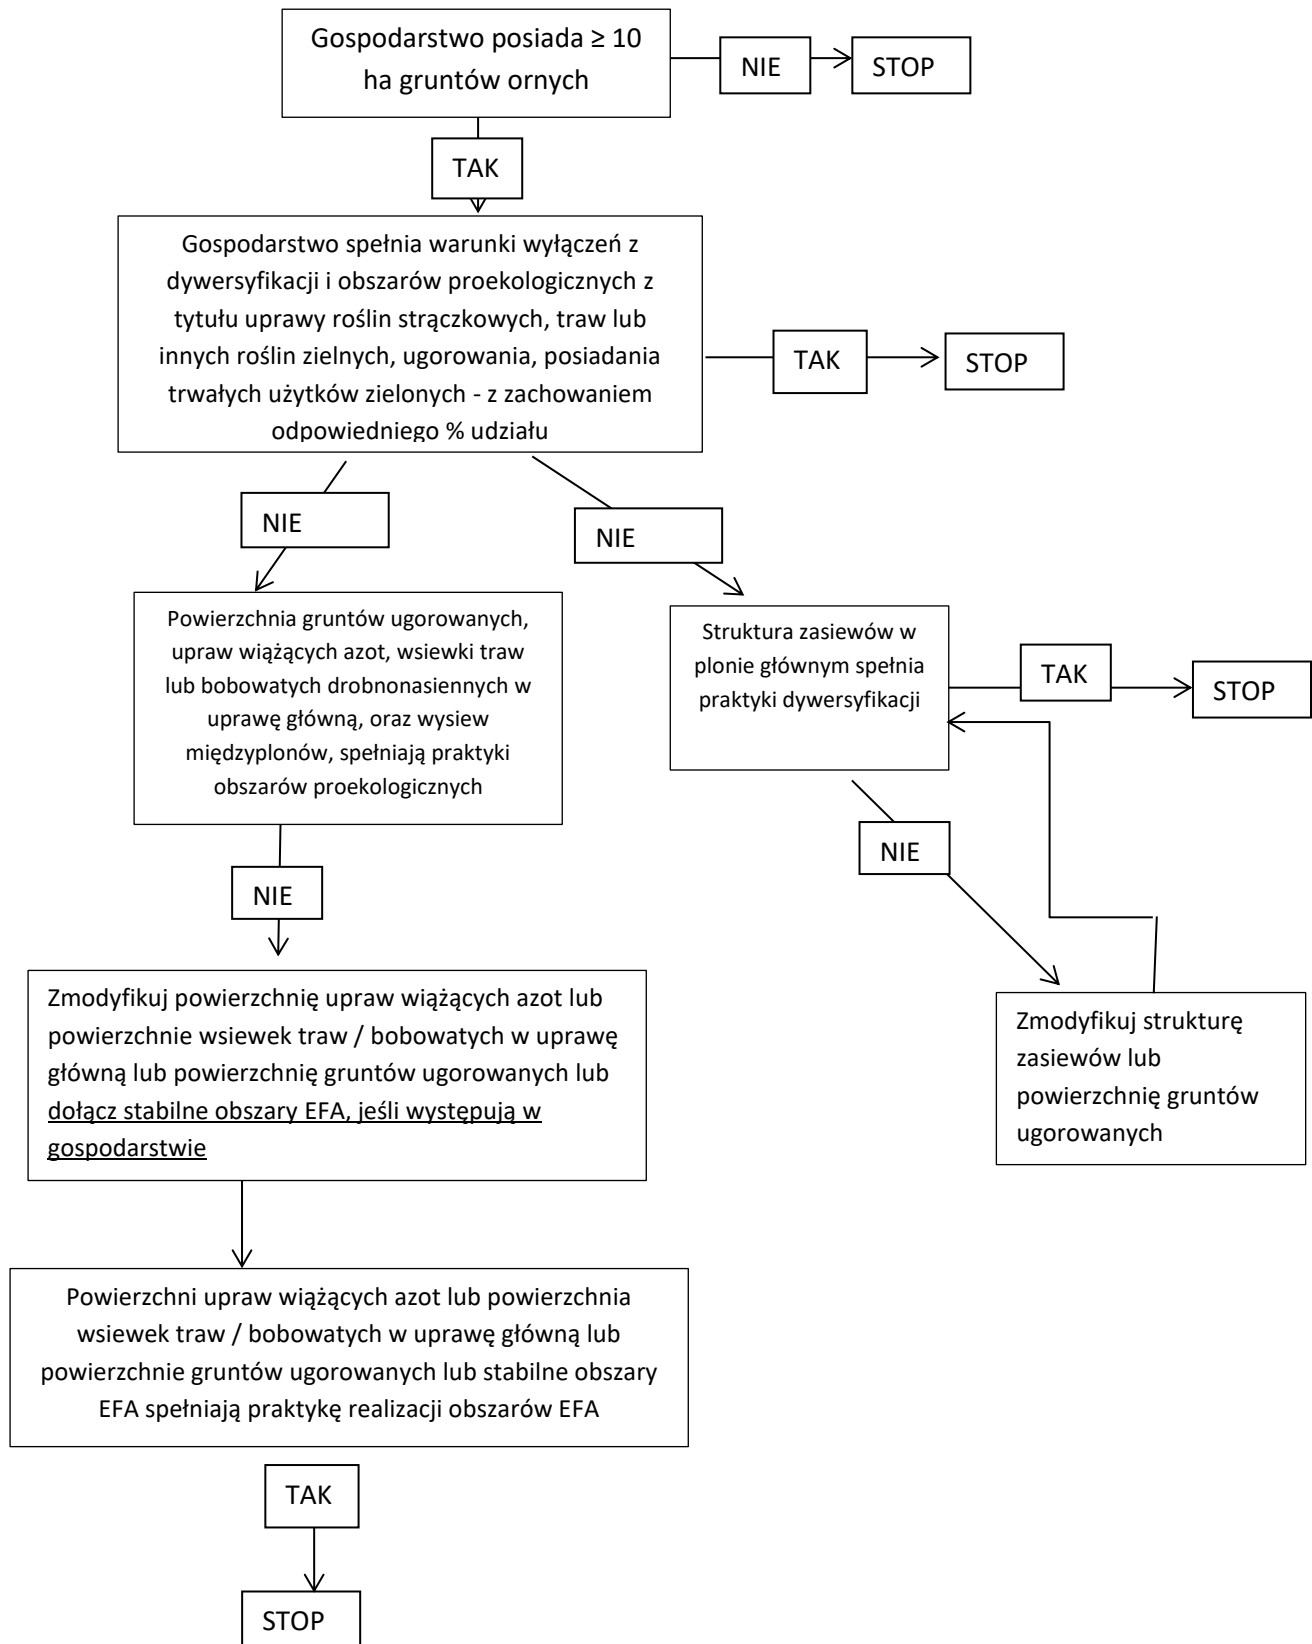 Gospodarstwo posiada ≥ 10
ha gruntów ornych
NIE
STOP
TAK
Gospodarstwo spełnia warunki wyłączeń z
dywersyfikacji i obszarów proekologicznych z
tytułu uprawy roślin strączkowych, traw lub
innych roślin zielnych, ugorowania, posiadania
trwałych użytków zielonych - z zachowaniem
odpowiedniego % udziału
TAK
STOP
NIE
NIE
Powierzchnia gruntów ugorowanych,
upraw wiążących azot, wsiewki traw
lub bobowatych drobnonasiennych w
uprawę główną, oraz wysiew
międzyplonów, spełniają praktyki
obszarów proekologicznych
Struktura zasiewów w
plonie głównym spełnia
praktyki dywersyfikacji
TAK
STOP
NIE
NIE
Zmodyfikuj powierzchnię upraw wiążących azot lub
powierzchnie wsiewek traw / bobowatych w uprawę
główną lub powierzchnię gruntów ugorowanych lub
dołącz stabilne obszary EFA, jeśli występują w
gospodarstwie
Zmodyfikuj strukturę
zasiewów lub
powierzchnię gruntów
ugorowanych
Powierzchni upraw wiążących azot lub powierzchnia
wsiewek traw / bobowatych w uprawę główną lub
powierzchnie gruntów ugorowanych lub stabilne obszary
EFA spełniają praktykę realizacji obszarów EFA
TAK
STOP